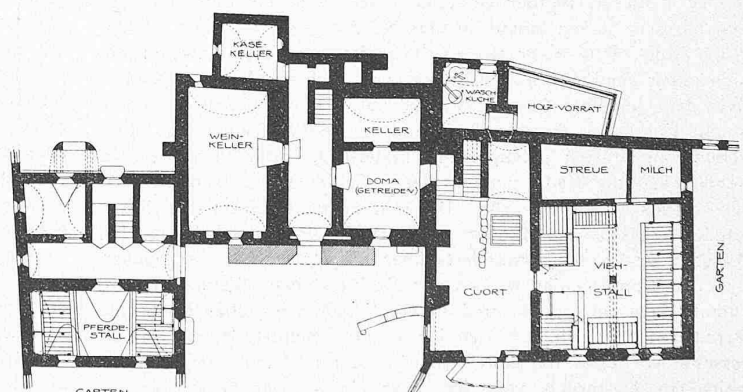 KÄSE-
KELLER
WASCH
KÜCHE
HOLZ-VORRAT
WEIN-
KELLER
KELLER
DOMA
(GETREIDEN)
STREUE
MILCH
CUORT
VIEH-
STALL
GARTEN
PFERDE-
STALL
GARTEN